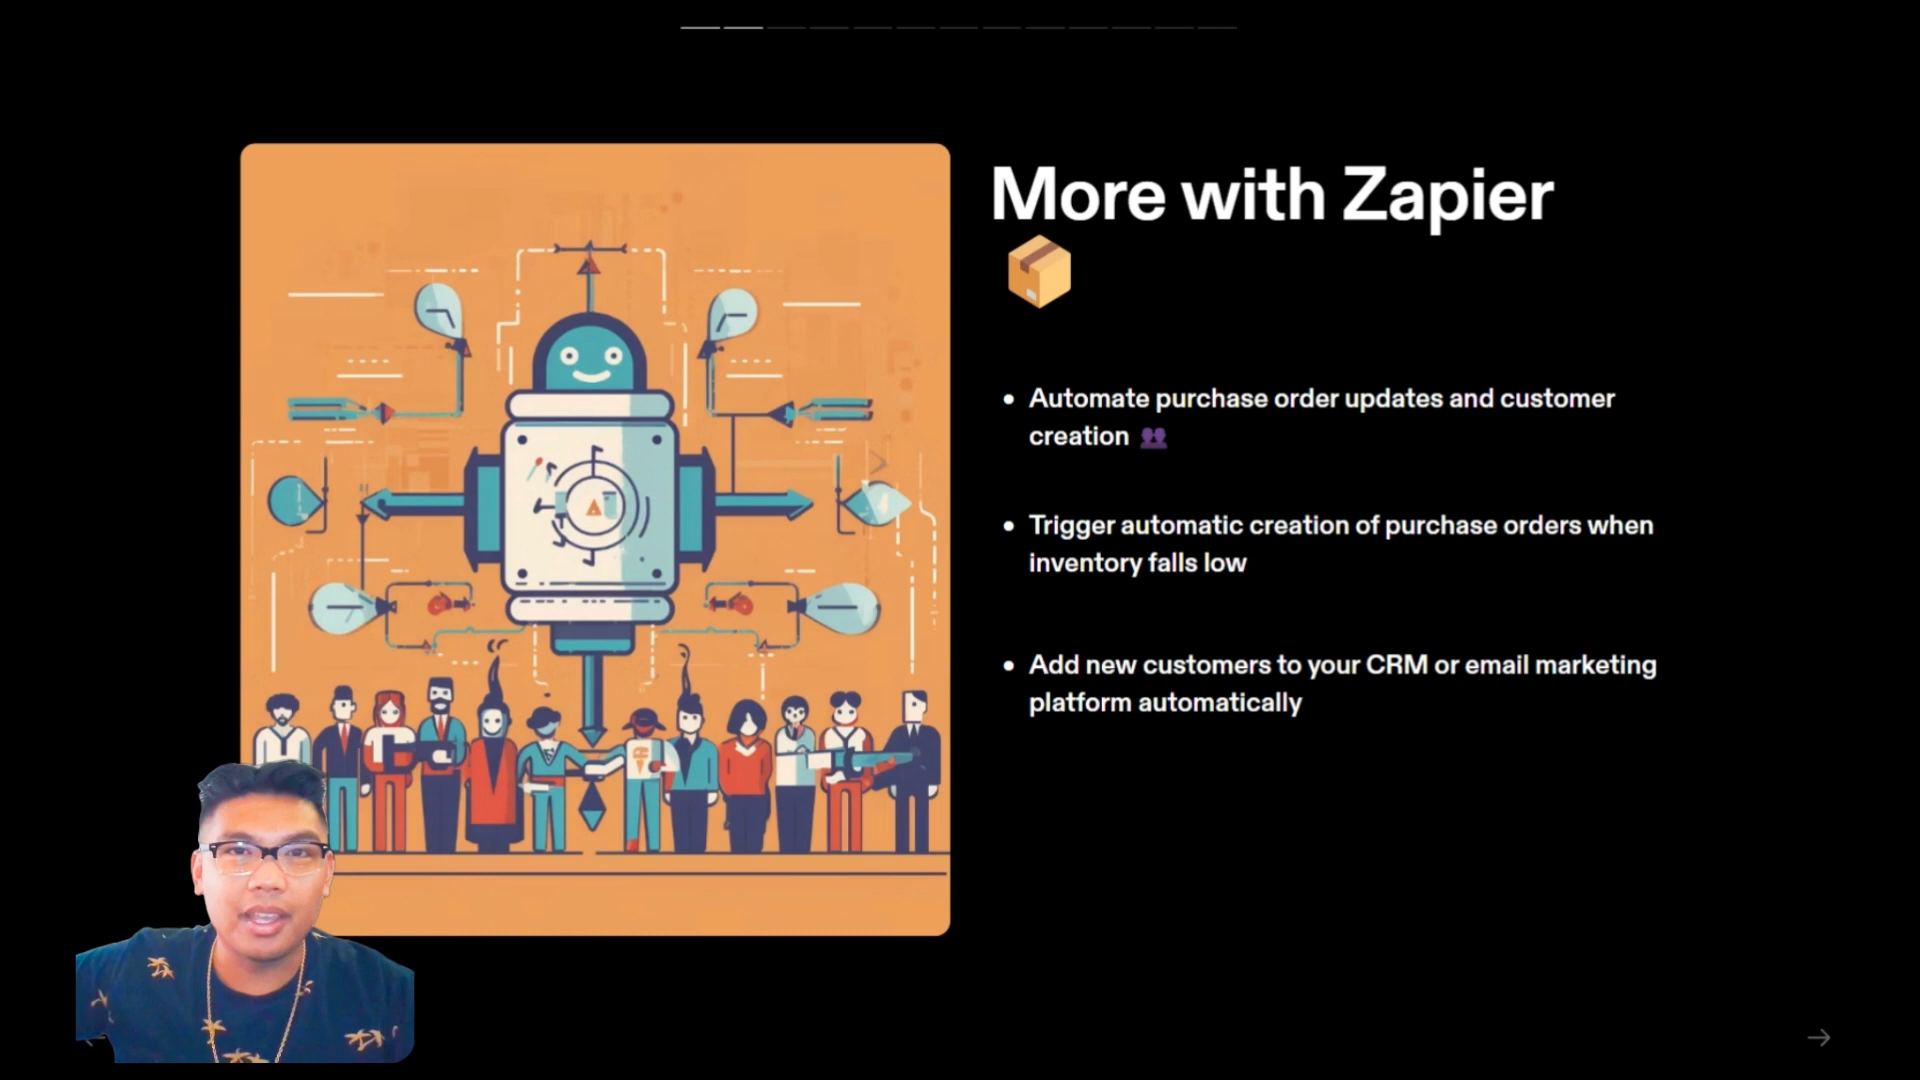 More with Zapier
📦
• Automate purchase order updates and customer
creation 👥
• Trigger automatic creation of purchase orders when
inventory falls low
• Add new customers to your CRM or email marketing
platform automatically